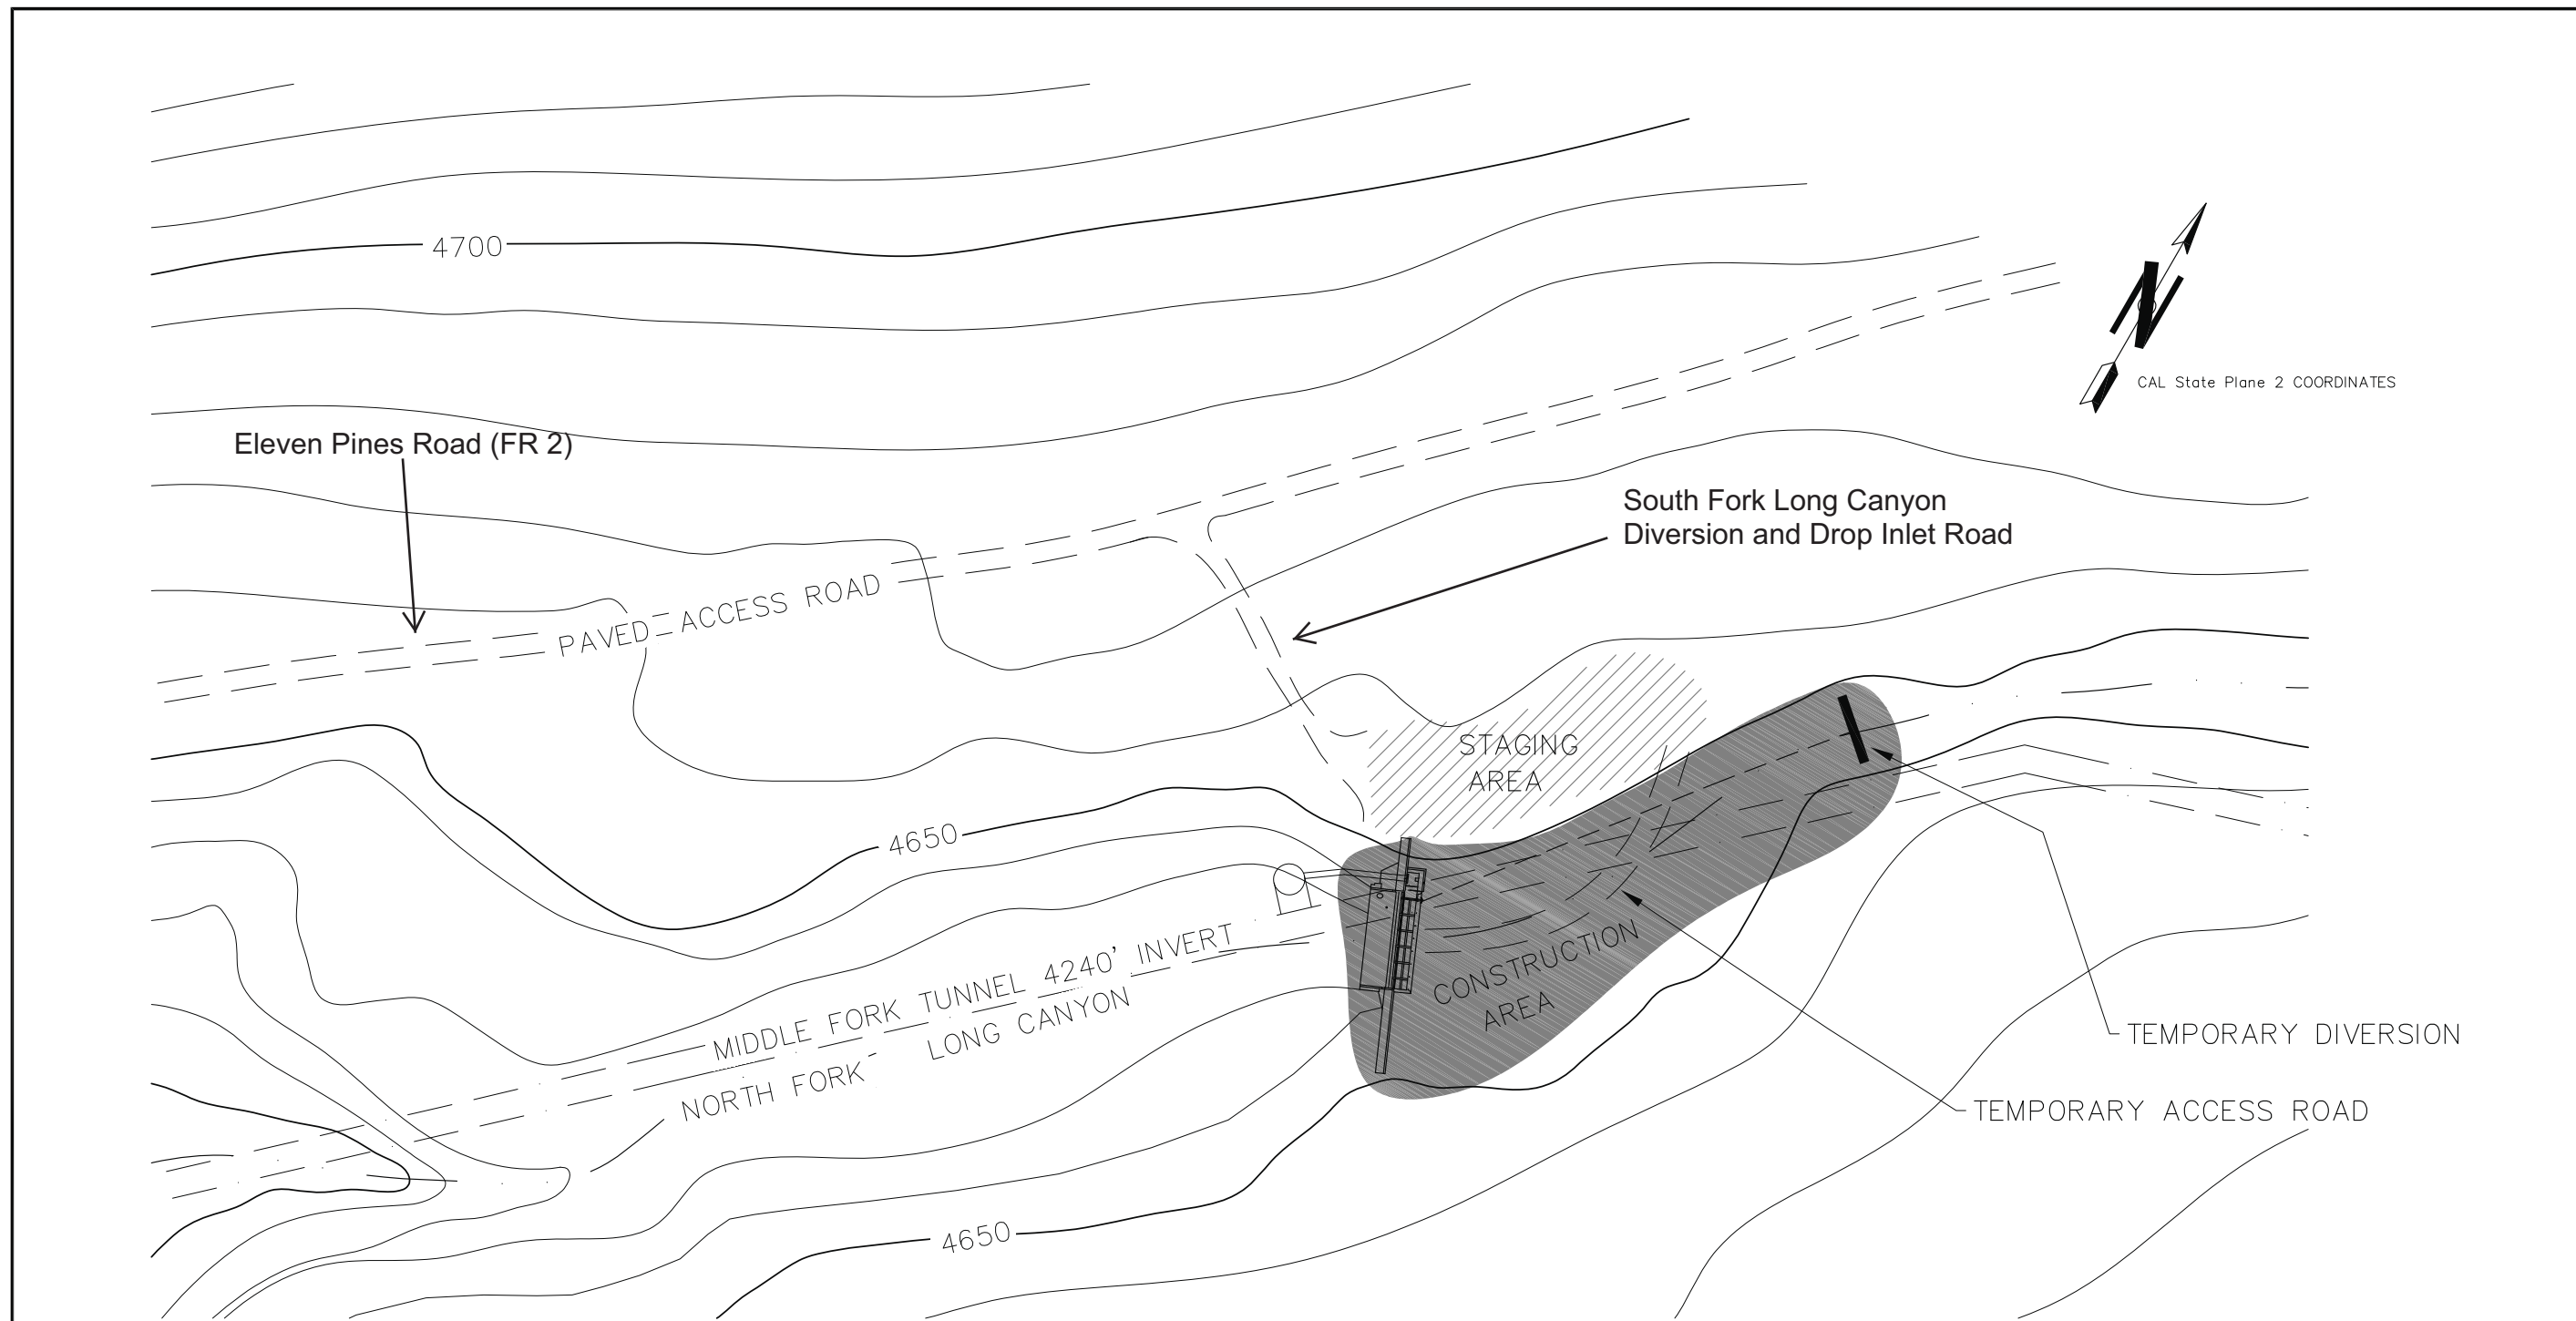 4700
N
CAL State Plane 2 COORDINATES
Eleven Pines Road (FR 2)
South Fork Long Canyon
Diversion and Drop Inlet Road
PAVED ACCESS ROAD
STAGING
AREA
4650
MIDDLE FORK TUNNEL 4240' INVERT
NORTH FORK LONG CANYON
CONSTRUCTION
AREA
TEMPORARY DIVERSION
TEMPORARY ACCESS ROAD
4650